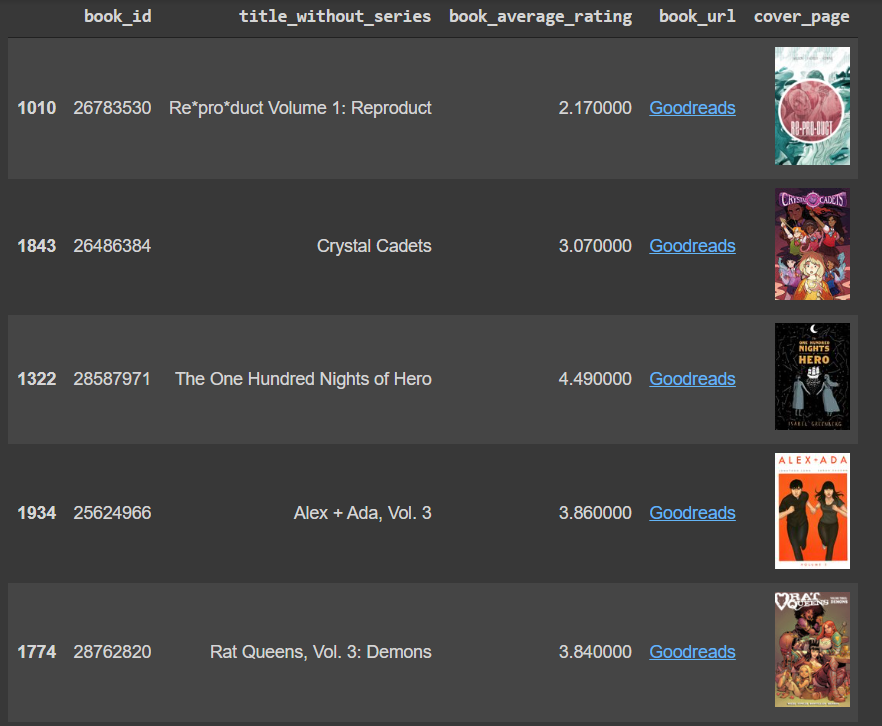 book_id title_without_series book_average_rating book_url cover_page
1010 26783530 Re*pro*duct Volume 1: Reproduct 2.170000 Goodreads
RE-PRO-DUCT
1843 26486384 Crystal Cadets 3.070000 Goodreads
CRYSTAL CADETS
1322 28587971 The One Hundred Nights of Hero 4.490000 Goodreads
THE
ONE HUNDRED
NIGHTS
OF
HERO
ISABEL GREENBERG
1934 25624966 Alex + Ada, Vol. 3 3.860000 Goodreads
ALEX+ADA
1774 28762820 Rat Queens, Vol. 3: Demons 3.840000 Goodreads
RAT
QUEENS
DEMONS